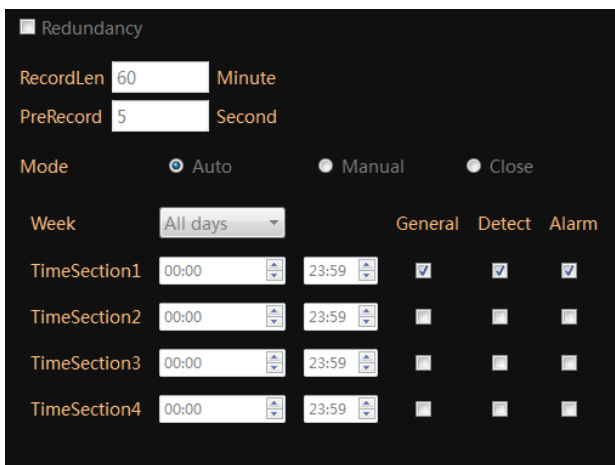 Redundancy
RecordLen 60 Minute
PreRecord 5 Second
Mode Auto Manual Close
Week All days General Detect Alarm
TimeSection1 00:00 23:59
TimeSection2 00:00 23:59
TimeSection3 00:00 23:59
TimeSection4 00:00 23:59